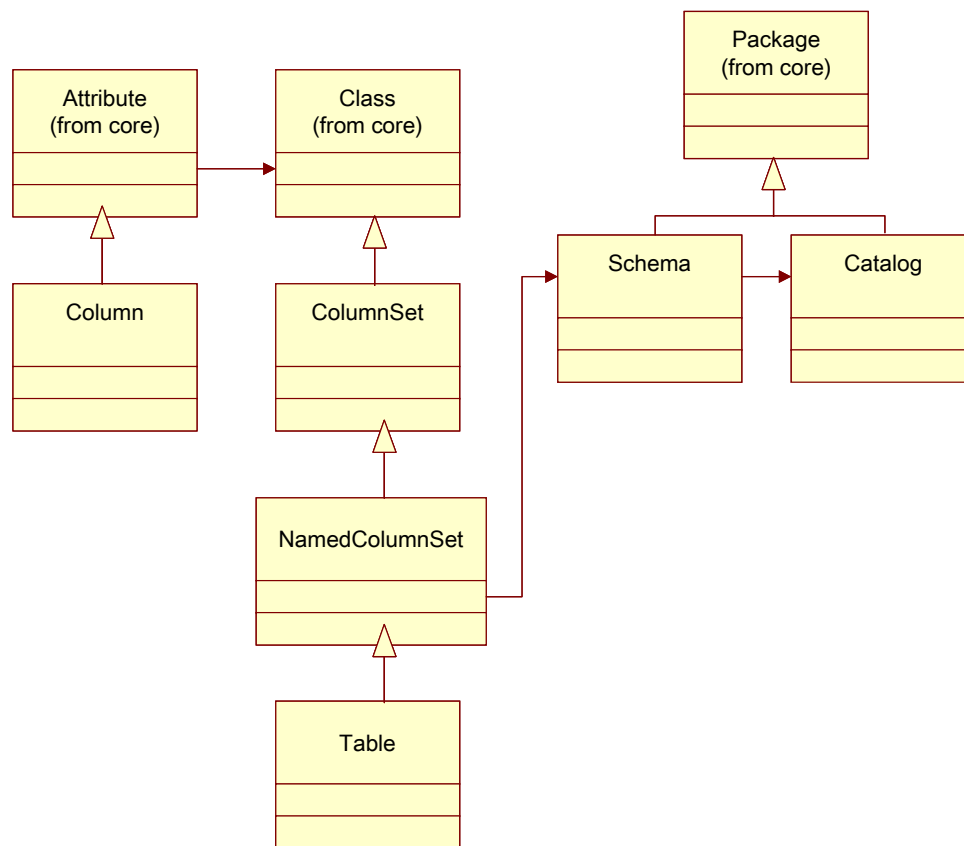 Package
(from core)
Attribute
(from core)
Class
(from core)
Schema
Catalog
Column
ColumnSet
NamedColumnSet
Table